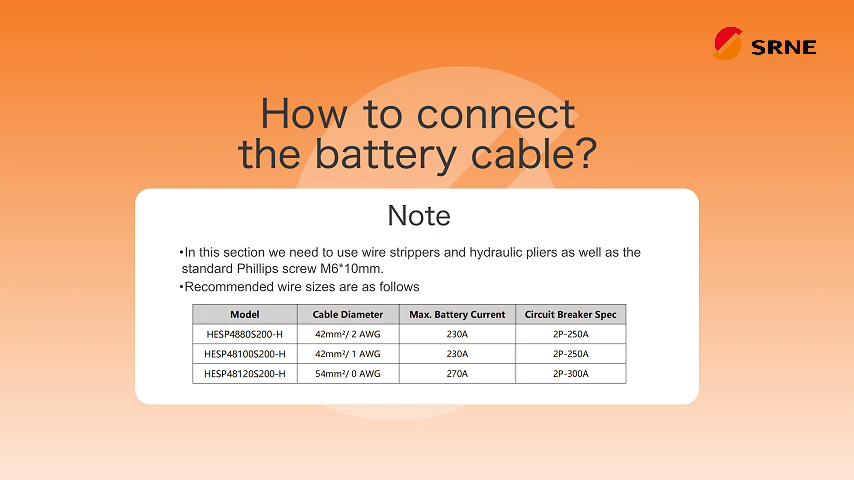 SRNE
How to connect
the battery cable?
Note
•In this section we need to use wire strippers and hydraulic pliers as well as the
standard Phillips screw M6*10mm.
•Recommended wire sizes are as follows
Model Cable Diameter Max. Battery Current Circuit Breaker Spec
HESP4880S200-H 42mm²/ 2 AWG 230A 2P-250A
HESP48100S200-H 42mm²/ 1 AWG 230A 2P-250A
HESP48120S200-H 54mm²/ 0 AWG 270A 2P-300A